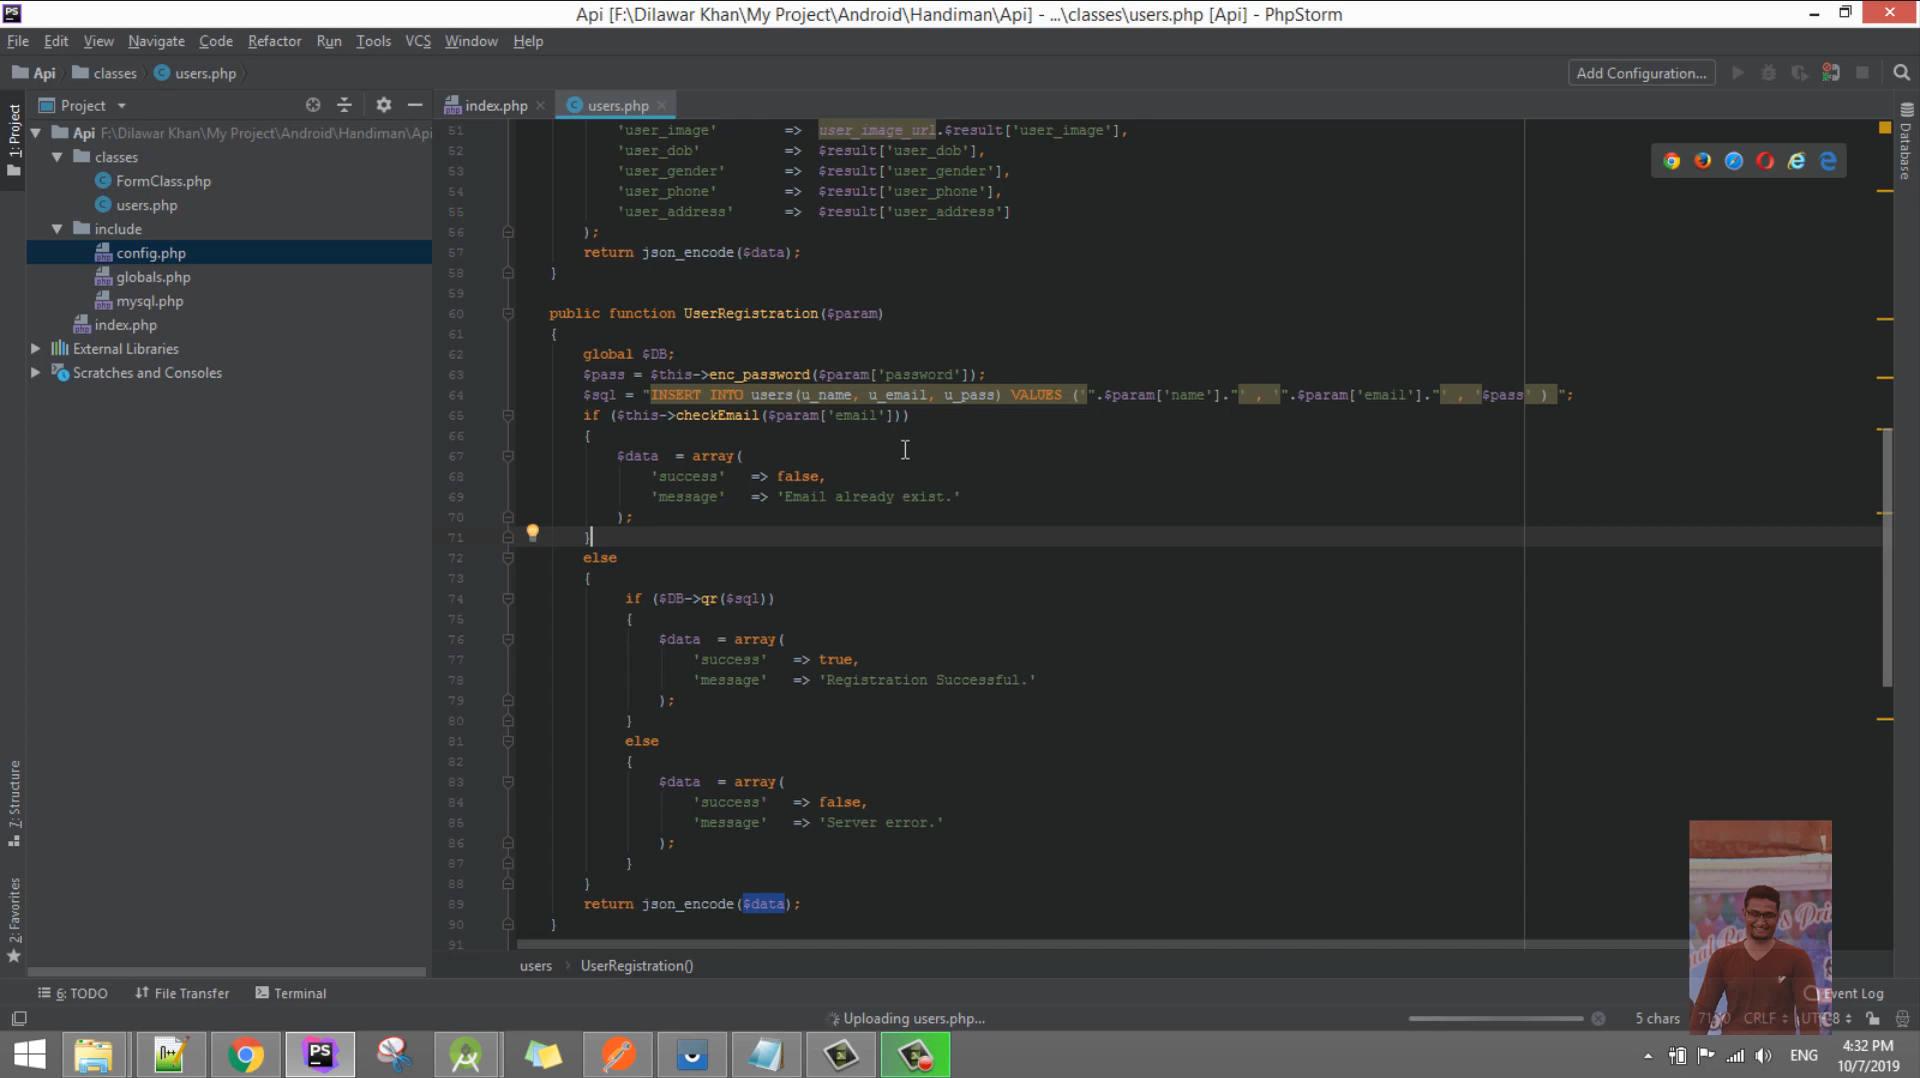 Api [F:\Dilawar Khan\My Project\Android\Handiman\Api] - ...\classes\users.php [Api] - PhpStorm
File Edit View Navigate Code Refactor Run Tools VCS Window Help
Api classes users.php
Add Configuration...
Project
index.php
users.php
1: Project
Api F:\Dilawar Khan\My Project\Android\Handiman\Api
classes
FormClass.php
users.php
include
config.php
globals.php
mysql.php
index.php
External Libraries
Scratches and Consoles
Database
7: Structure
2: Favorites
51 'user_image' => user_image_url.$result['user_image'],
52 'user_dob' => $result['user_dob'],
53 'user_gender' => $result['user_gender'],
54 'user_phone' => $result['user_phone'],
55 'user_address' => $result['user_address']
56 );
57 return json_encode($data);
58 }
59
60 public function UserRegistration($param)
61 {
62 global $DB;
63 $pass = $this->enc_password($param['password']);
64 $sql = "INSERT INTO users(u_name, u_email, u_pass) VALUES ('".$param['name']."' , '".$param['email']."' , '$pass' ) ";
65 if ($this->checkEmail($param['email']))
66 {
67 $data = array(
68 'success' => false,
69 'message' => 'Email already exist.'
70 );
71 }
72 else
73 {
74 if ($DB->qr($sql))
75 {
76 $data = array(
77 'success' => true,
78 'message' => 'Registration Successful.'
79 );
80 }
81 else
82 {
83 $data = array(
84 'success' => false,
85 'message' => 'Server error.'
86 );
87 }
88 }
89 return json_encode($data);
90 }
91
users UserRegistration()
6: TODO File Transfer Terminal
Event Log
Uploading users.php...
5 chars
CRLF
ENG
4:32 PM
10/7/2019